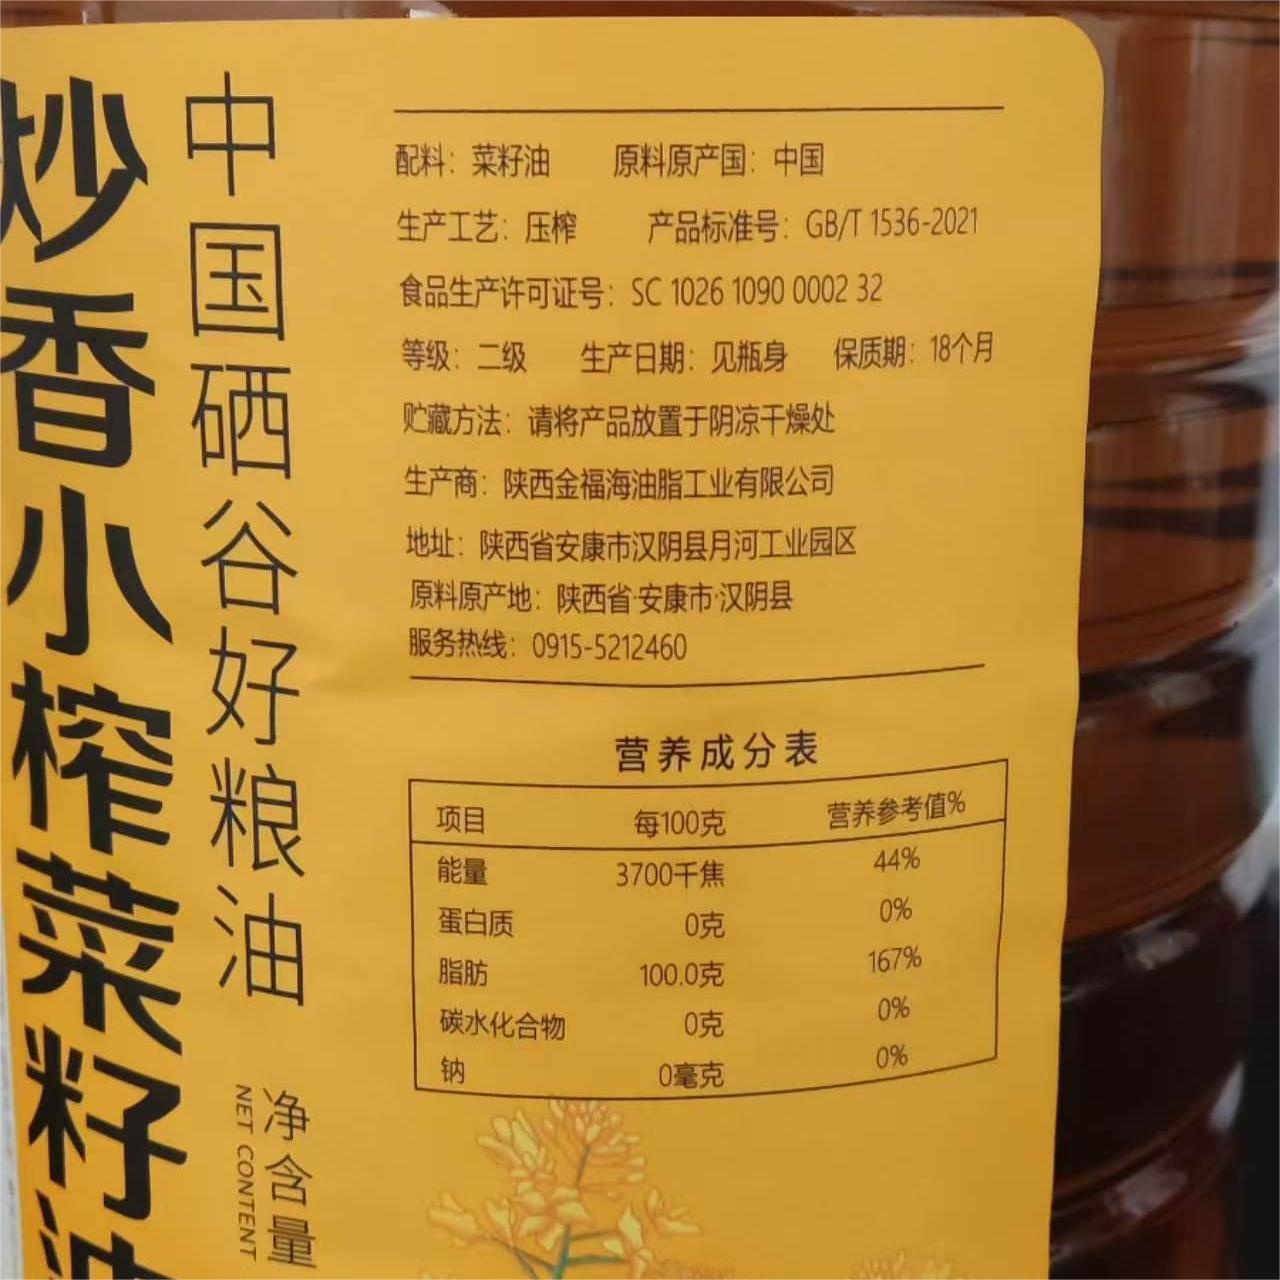 炒香小榨菜籽油
中国硒谷好粮油
净含量
NET CONTENT
配料：菜籽油 原料原产国：中国
生产工艺：压榨 产品标准号：GB/T 1536-2021
食品生产许可证号：SC 1026 1090 0002 32
等级：二级 生产日期：见瓶身 保质期：18个月
贮藏方法：请将产品放置于阴凉干燥处
生产商：陕西金福海油脂工业有限公司
地址：陕西省安康市汉阴县月河工业园区
原料原产地：陕西省·安康市·汉阴县
服务热线：0915-5212460
营养成分表
项目 每100克 营养参考值%
能量 3700千焦 44%
蛋白质 0克 0%
脂肪 100.0克 167%
碳水化合物 0克 0%
钠 0毫克 0%